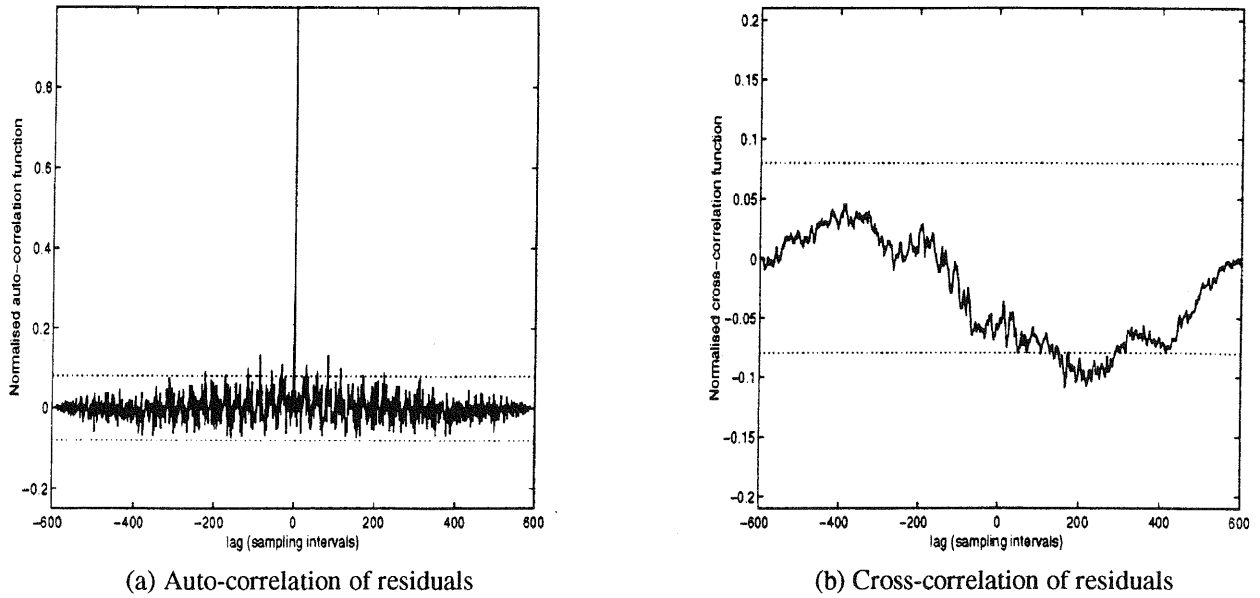 Normalised auto-correlation function
0.8
0.6
0.4
0.2
0
-0.2
-600 -400 -200 0 200 400 600
lag (sampling intervals)
(a) Auto-correlation of residuals
Normalised cross-correlation function
0.2
0.15
0.1
0.05
0
-0.05
-0.1
-0.15
-0.2
-600 -400 -200 0 200 400 600
lag (sampling intervals)
(b) Cross-correlation of residuals